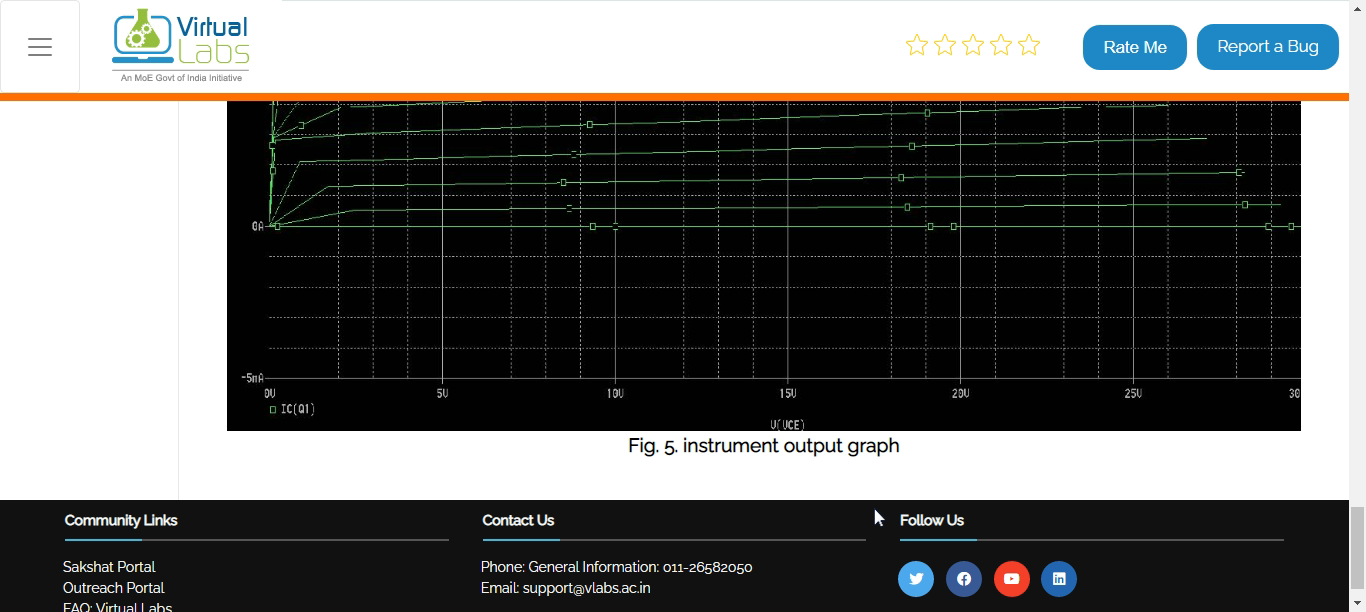 Virtual
Labs
An MoE Govt of India Initiative
Rate Me
Report a Bug
0A
-5mA
0V 5V 10V 15V 20V 25V 30
IC(Q1)
V(VCE)
Fig. 5. instrument output graph
Community Links
Sakshat Portal
Outreach Portal
FAQ: Virtual Labs
Contact Us
Phone: General Information: 011-26582050
Email: support@vlabs.ac.in
Follow Us